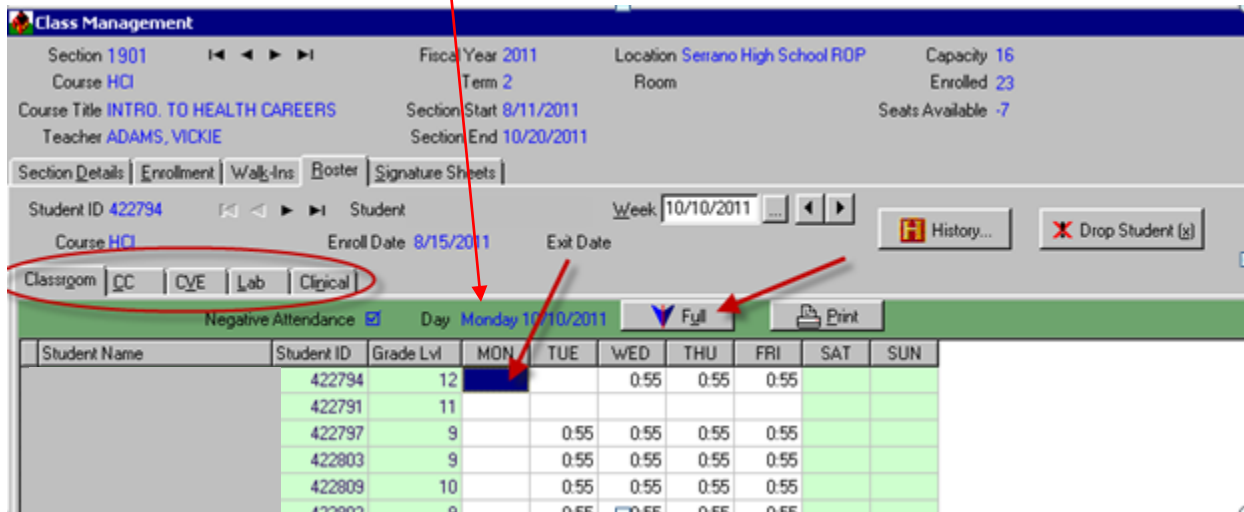 Class Management
Section 1901 Fiscal Year 2011 Location Serrano High School ROP Capacity 16
Course HCI Term 2 Room Enrolled 23
Course Title INTRO. TO HEALTH CAREERS Section Start 8/11/2011 Seats Available -7
Teacher ADAMS, VICKIE Section End 10/20/2011
Section Details Enrollment Walk-Ins Roster Signature Sheets
Student ID 422794 Student Week 10/10/2011 ... History... Drop Student (x)
Course HCI Enroll Date 8/15/2011 Exit Date
Classroom CC CVE Lab Clinical
Negative Attendance Day Monday 10/10/2011 Full Print
Student Name Student ID Grade Lvl MON TUE WED THU FRI SAT SUN
422794 12 0:55 0:55 0:55
422791 11
422797 9 0:55 0:55 0:55 0:55
422803 9 0:55 0:55 0:55 0:55
422809 10 0:55 0:55 0:55 0:55